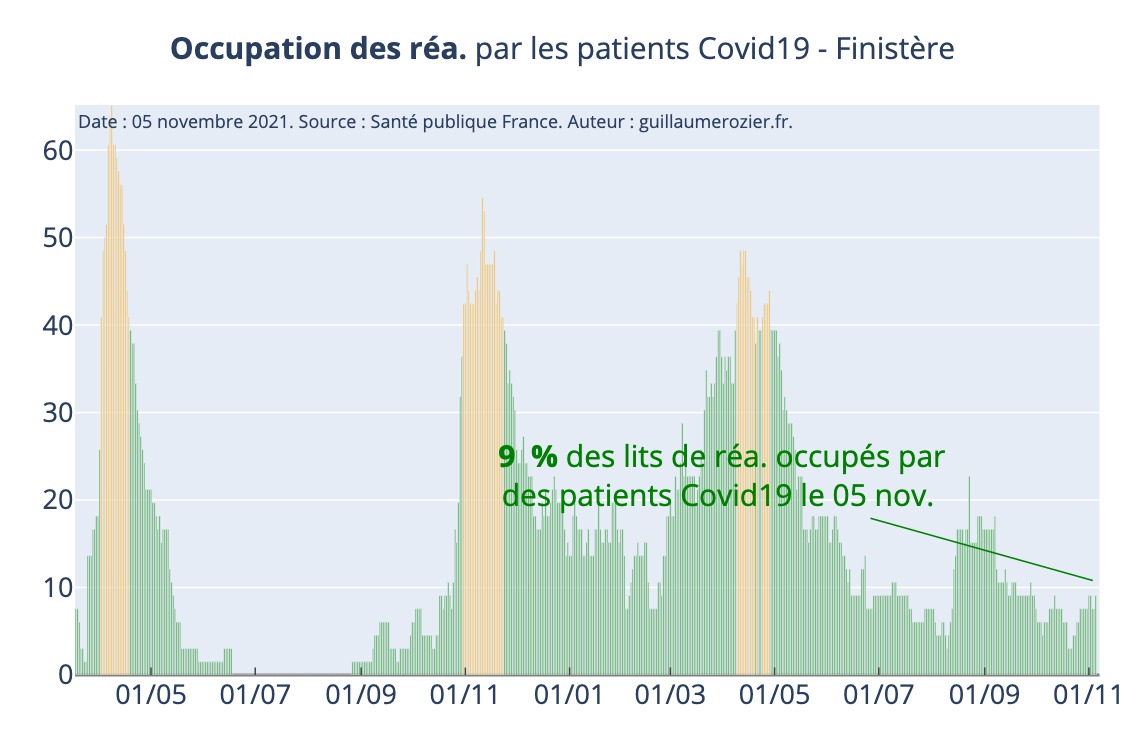 Occupation des réa. par les patients Covid19 - Finistère
Date : 05 novembre 2021. Source : Santé publique France. Auteur : guillaumerozier.fr.
60
50
40
30
20
10
0
9 % des lits de réa. occupés par
des patients Covid19 le 05 nov.
01/05 01/07 01/09 01/11 01/01 01/03 01/05 01/07 01/09 01/11